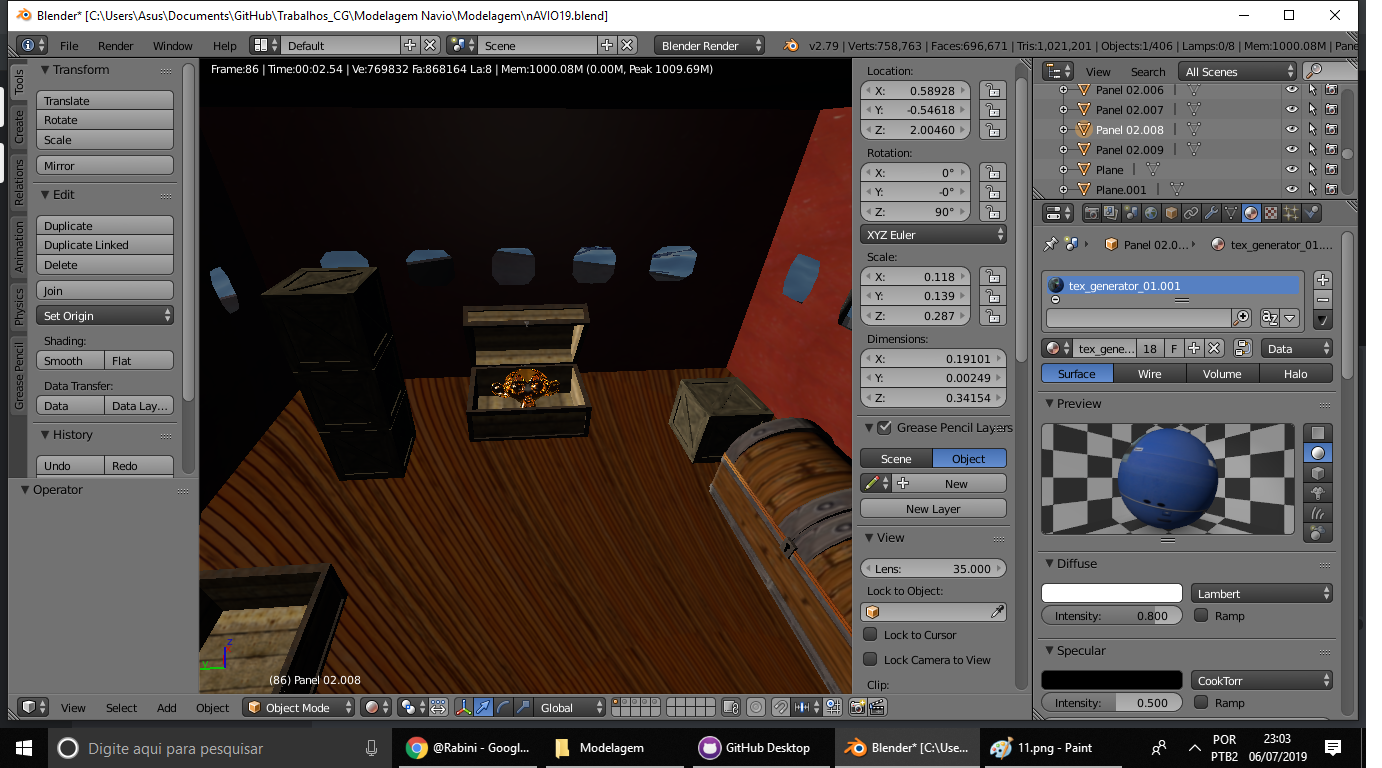 Blender* [C:\Users\Asus\Documents\GitHub\Trabalhos_CG\Modelagem Navio\Modelagem\nAVIO19.blend]
File Render Window Help Default Scene Blender Render v2.79 | Verts:758,763 | Faces:696,671 | Tris:1,021,201 | Objects:1/406 | Lamps:0/8 | Mem:1000.08M | Pane
Tools
Create
Relations
Animation
Physics
Grease Pencil
Transform
Translate
Rotate
Scale
Mirror
Edit
Duplicate
Duplicate Linked
Delete
Join
Set Origin
Shading:
Smooth Flat
Data Transfer:
Data Data Lay...
History
Undo Redo
Operator
Frame:86 | Time:00:02.54 | Ve:769832 Fa:868164 La:8 | Mem:1000.08M (0.00M, Peak 1009.69M)
z
y
(86) Panel 02.008
Location:
X: 0.58928
Y: -0.54618
Z: 2.00460
Rotation:
X: 0°
Y: -0°
Z: 90°
XYZ Euler
Scale:
X: 0.118
Y: 0.139
Z: 0.287
Dimensions:
X: 0.19101
Y: 0.00249
Z: 0.34154
Grease Pencil Layers
Scene Object
New
New Layer
View
Lens: 35.000
Lock to Object:
Lock to Cursor
Lock Camera to View
Clip:
View Search All Scenes
Panel 02.006
Panel 02.007
Panel 02.008
Panel 02.009
Plane
Plane.001
Panel 02.0... tex_generator_01....
tex_generator_01.001
az
tex_gene... 18 F Data
Surface Wire Volume Halo
Preview
Diffuse
Lambert
Intensity: 0.800 Ramp
Specular
CookTorr
Intensity: 0.500 Ramp
View Select Add Object Object Mode Global
Digite aqui para pesquisar
@Rabini - Googl...
Modelagem
GitHub Desktop
Blender* [C:\Use...
11.png - Paint
POR
PTB2
23:03
06/07/2019